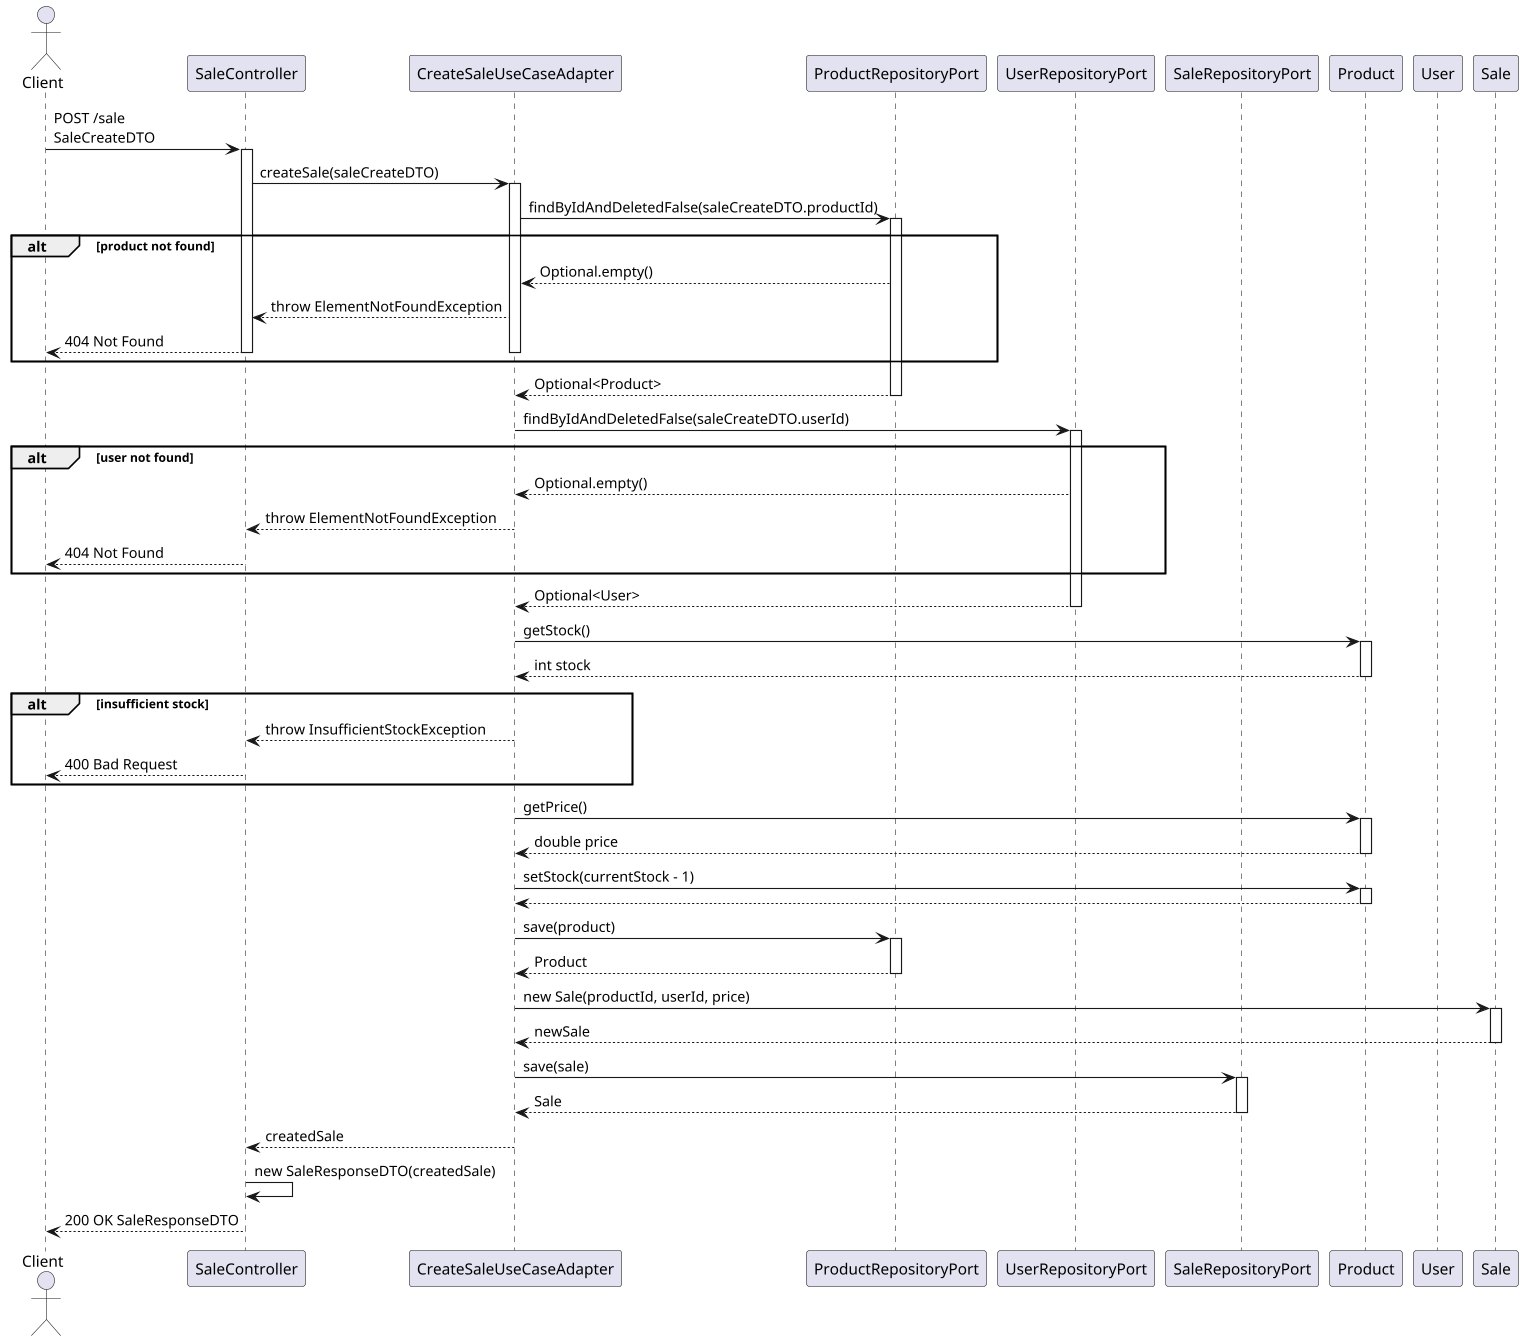 Client
SaleController
CreateSaleUseCaseAdapter
ProductRepositoryPort
UserRepositoryPort
SaleRepositoryPort
Product
User
Sale
POST /sale
SaleCreateDTO
createSale(saleCreateDTO)
findByIdAndDeletedFalse(saleCreateDTO.productId)
alt
[product not found]
Optional.empty()
throw ElementNotFoundException
404 Not Found
Optional<Product>
findByIdAndDeletedFalse(saleCreateDTO.userId)
alt
[user not found]
Optional.empty()
throw ElementNotFoundException
404 Not Found
Optional<User>
getStock()
int stock
alt
[insufficient stock]
throw InsufficientStockException
400 Bad Request
getPrice()
double price
setStock(currentStock - 1)
save(product)
Product
new Sale(productId, userId, price)
newSale
save(sale)
Sale
createdSale
new SaleResponseDTO(createdSale)
200 OK SaleResponseDTO
Client
SaleController
CreateSaleUseCaseAdapter
ProductRepositoryPort
UserRepositoryPort
SaleRepositoryPort
Product
User
Sale